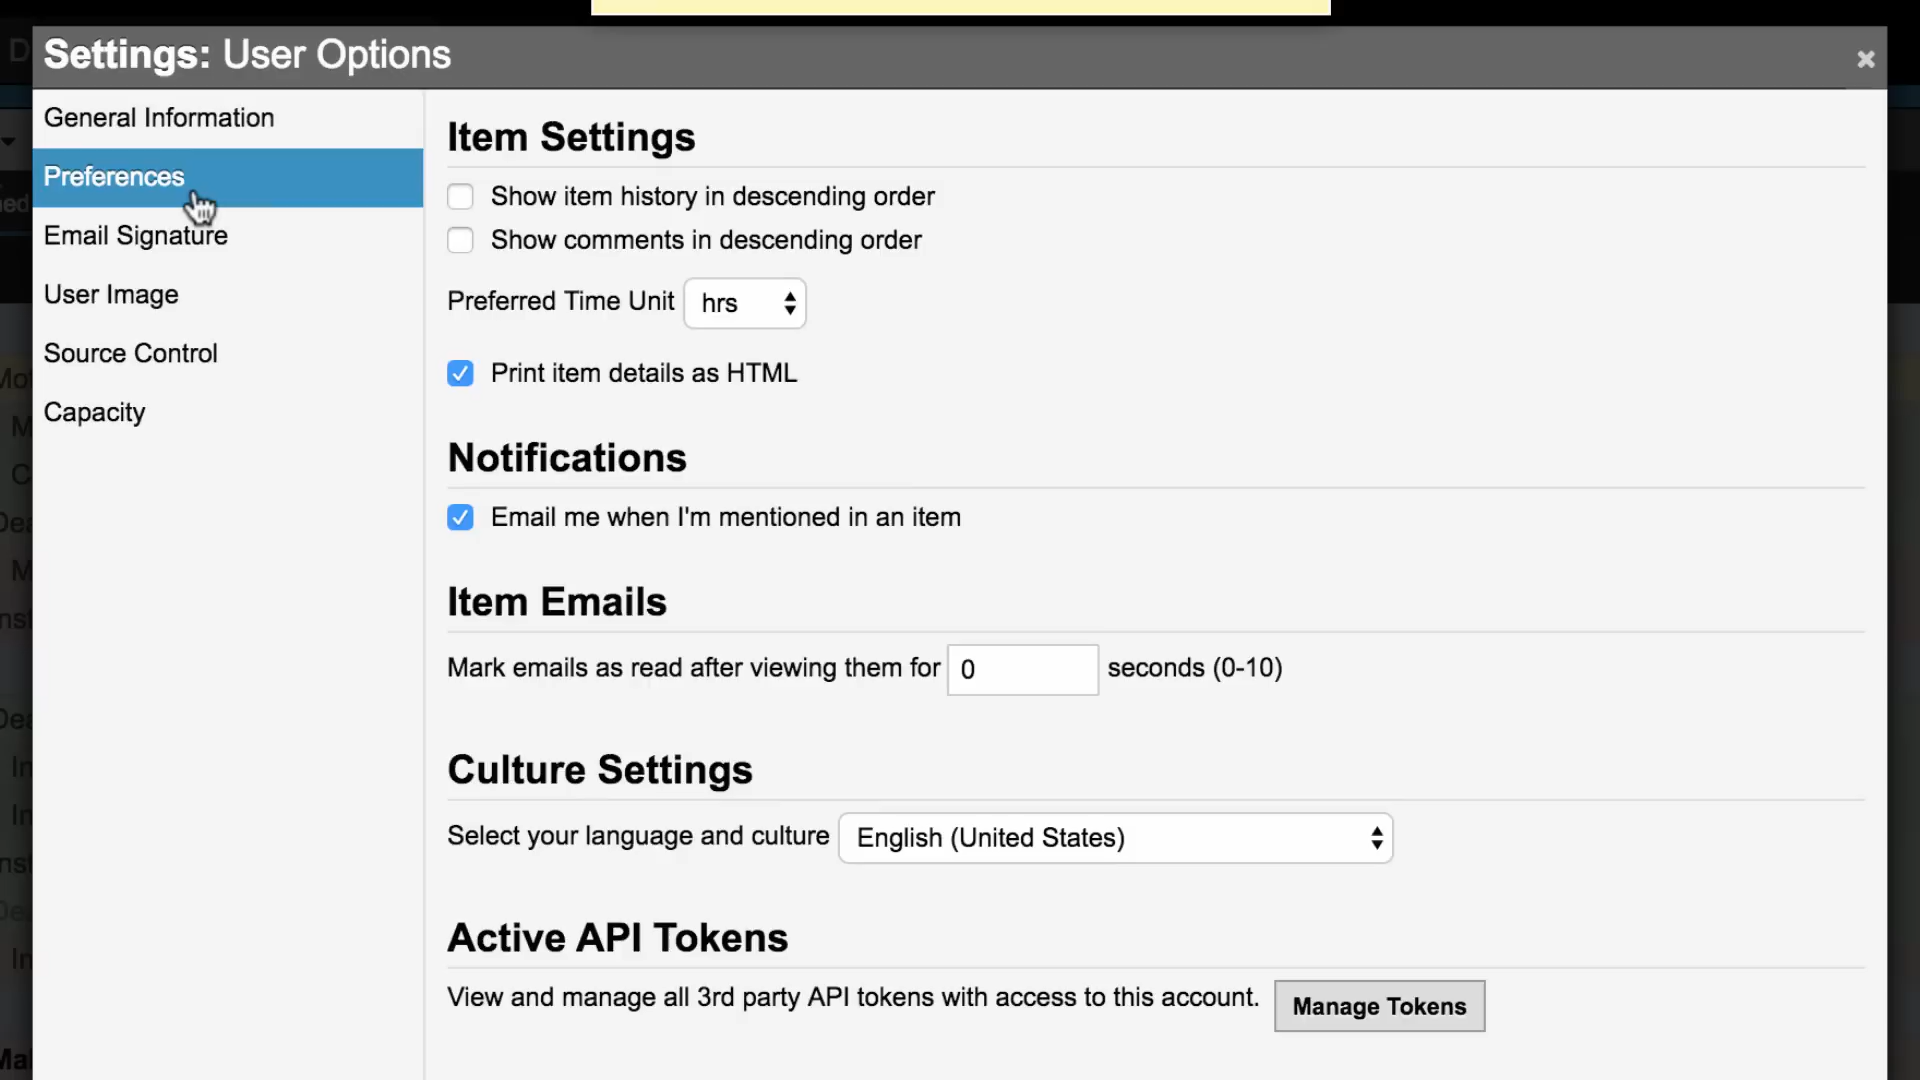 Settings: User Options
General Information
Preferences
Email Signature
User Image
Source Control
Capacity
Item Settings
Show item history in descending order
Show comments in descending order
Preferred Time Unit hrs
Print item details as HTML
Notifications
Email me when I'm mentioned in an item
Item Emails
Mark emails as read after viewing them for 0 seconds (0-10)
Culture Settings
Select your language and culture English (United States)
Active API Tokens
View and manage all 3rd party API tokens with access to this account. Manage Tokens